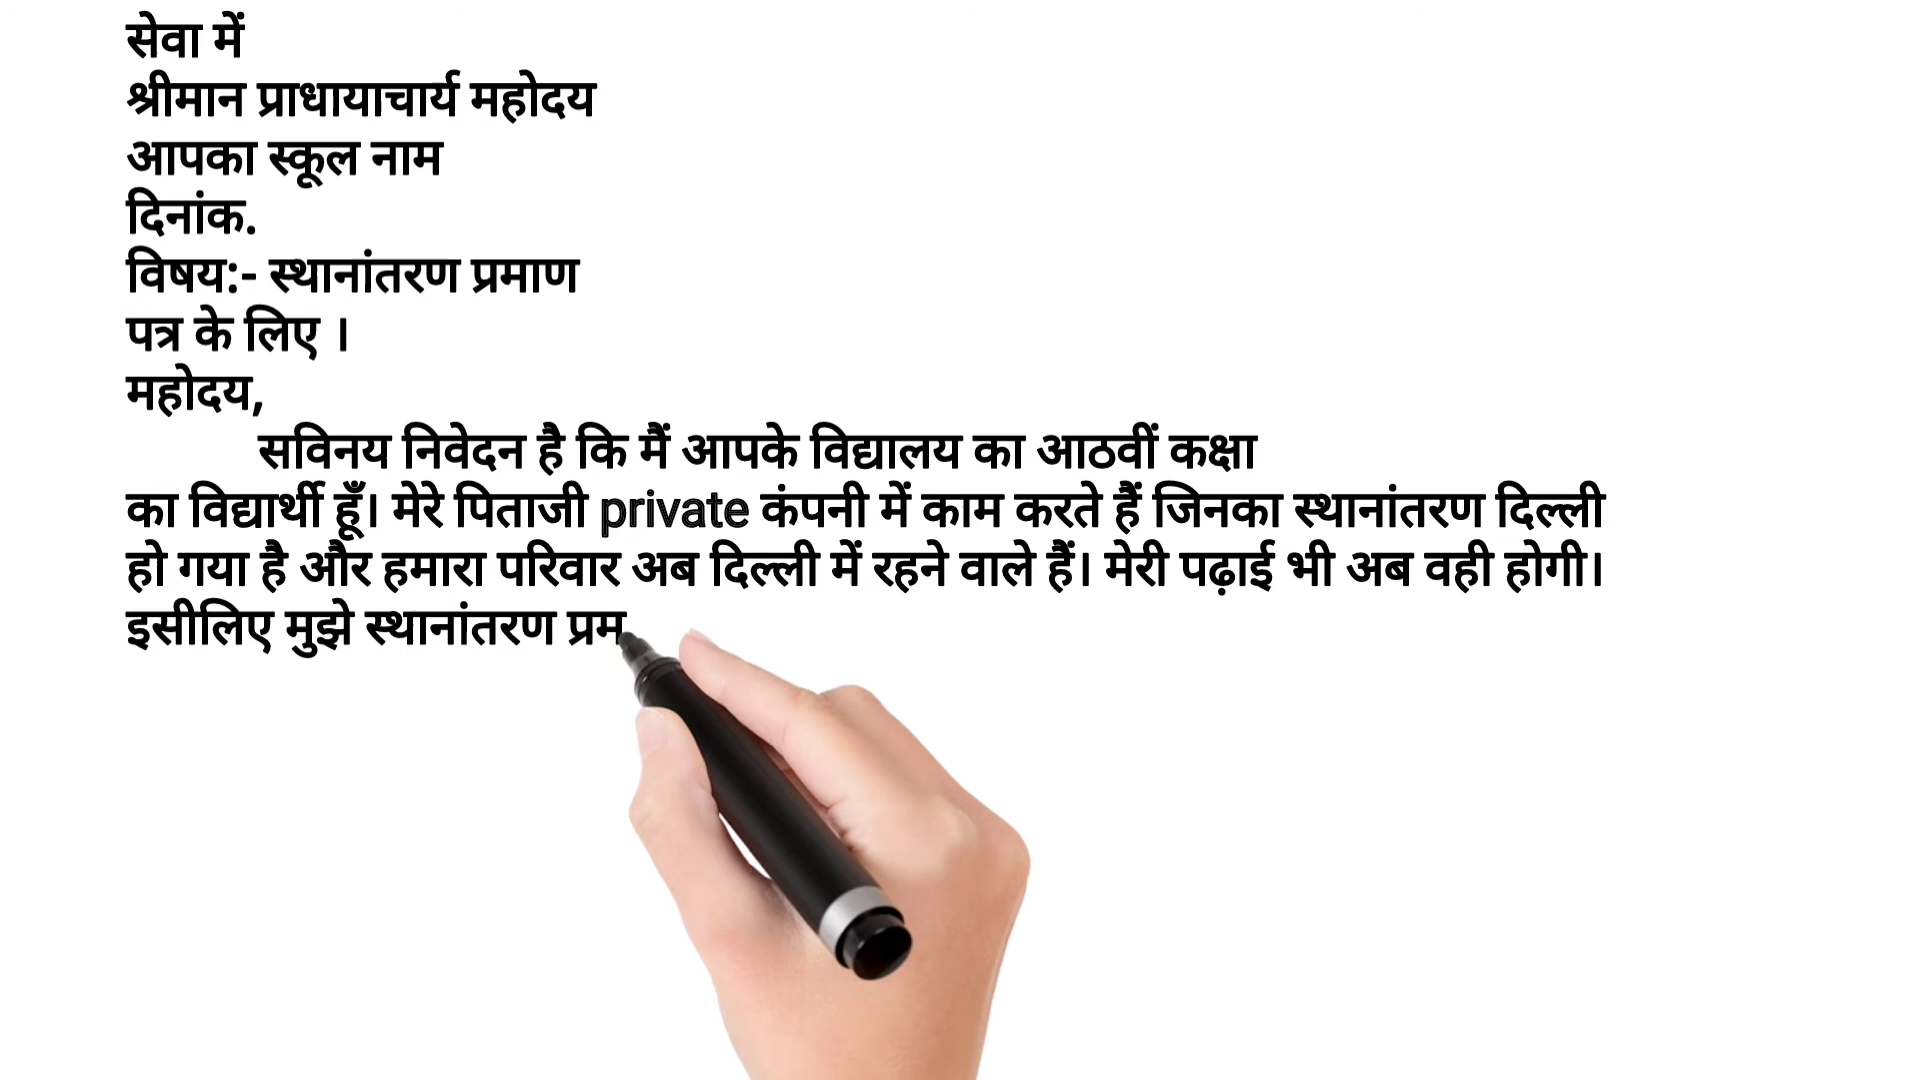 सेवा में
श्रीमान प्राधायाचार्य महोदय
आपका स्कूल नाम
दिनांक.
विषय:- स्थानांतरण प्रमाण
पत्र के लिए ।
महोदय,
सविनय निवेदन है कि मैं आपके विद्यालय का आठवीं कक्षा
का विद्यार्थी हूँ। मेरे पिताजी private कंपनी में काम करते हैं जिनका स्थानांतरण दिल्ली
हो गया है और हमारा परिवार अब दिल्ली में रहने वाले हैं। मेरी पढ़ाई भी अब वही होगी।
इसीलिए मुझे स्थानांतरण प्रम